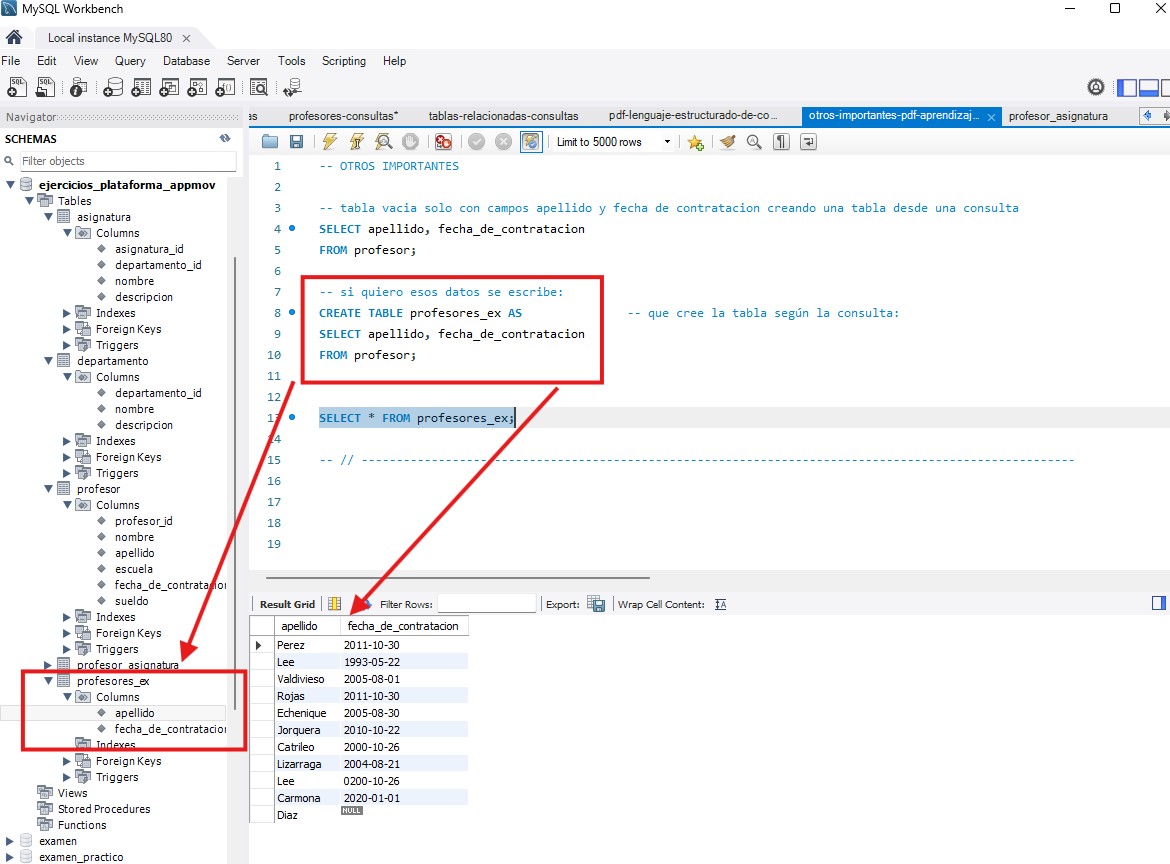 MySQL Workbench
Local instance MySQL80
File Edit View Query Database Server Tools Scripting Help
Navigator
SCHEMAS
Filter objects
ejercicios_plataforma_appmov
Tables
asignatura
Columns
asignatura_id
departamento_id
nombre
descripcion
Indexes
Foreign Keys
Triggers
departamento
Columns
departamento_id
nombre
descripcion
Indexes
Foreign Keys
Triggers
profesor
Columns
profesor_id
nombre
apellido
escuela
fecha_de_contratacion
sueldo
Indexes
Foreign Keys
Triggers
profesor_asignatura
profesores_ex
Columns
apellido
fecha_de_contratacion
Indexes
Foreign Keys
Triggers
Views
Stored Procedures
Functions
examen
examen_practico
as profesores-consultas* tablas-relacionadas-consultas pdf-lenguaje-estructurado-de-co... otros-importantes-pdf-aprendizaj... profesor_asignatura
Limit to 5000 rows
1 -- OTROS IMPORTANTES
2
3 -- tabla vacia solo con campos apellido y fecha de contratacion creando una tabla desde una consulta
4 SELECT apellido, fecha_de_contratacion
5 FROM profesor;
6
7 -- si quiero esos datos se escribe:
8 CREATE TABLE profesores_ex AS -- que cree la tabla según la consulta:
9 SELECT apellido, fecha_de_contratacion
10 FROM profesor;
11
12
13 SELECT * FROM profesores_ex;
14
15 -- // ------------------------------------------------------------------------------------------------------
16
17
18
19
Result Grid Filter Rows: Export: Wrap Cell Content:
apellido fecha_de_contratacion
Perez 2011-10-30
Lee 1993-05-22
Valdivieso 2005-08-01
Rojas 2011-10-30
Echenique 2005-08-30
Jorquera 2010-10-22
Catrileo 2000-10-26
Lizarraga 2004-08-21
Lee 0200-10-26
Carmona 2020-01-01
Diaz NULL